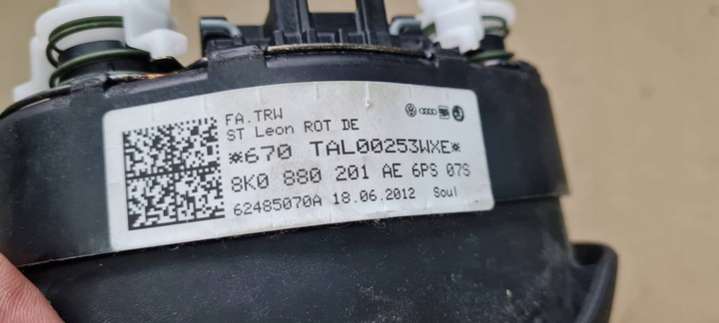 FA.TRW
ST Leon ROT DE
*670 TAL00253WXE*
8K0 880 201 AE 6PS 07S
62485070A 18.06.2012 Soul